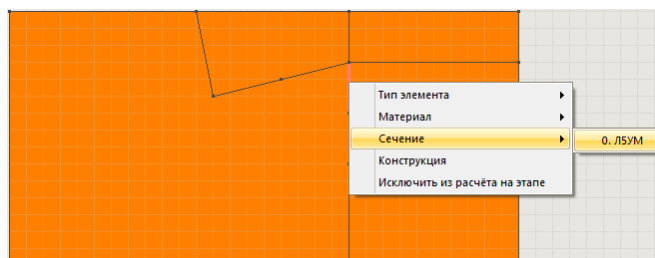 Тип элемента
Материал
Сечение
0. Л5УМ
Конструкция
Исключить из расчёта на этапе